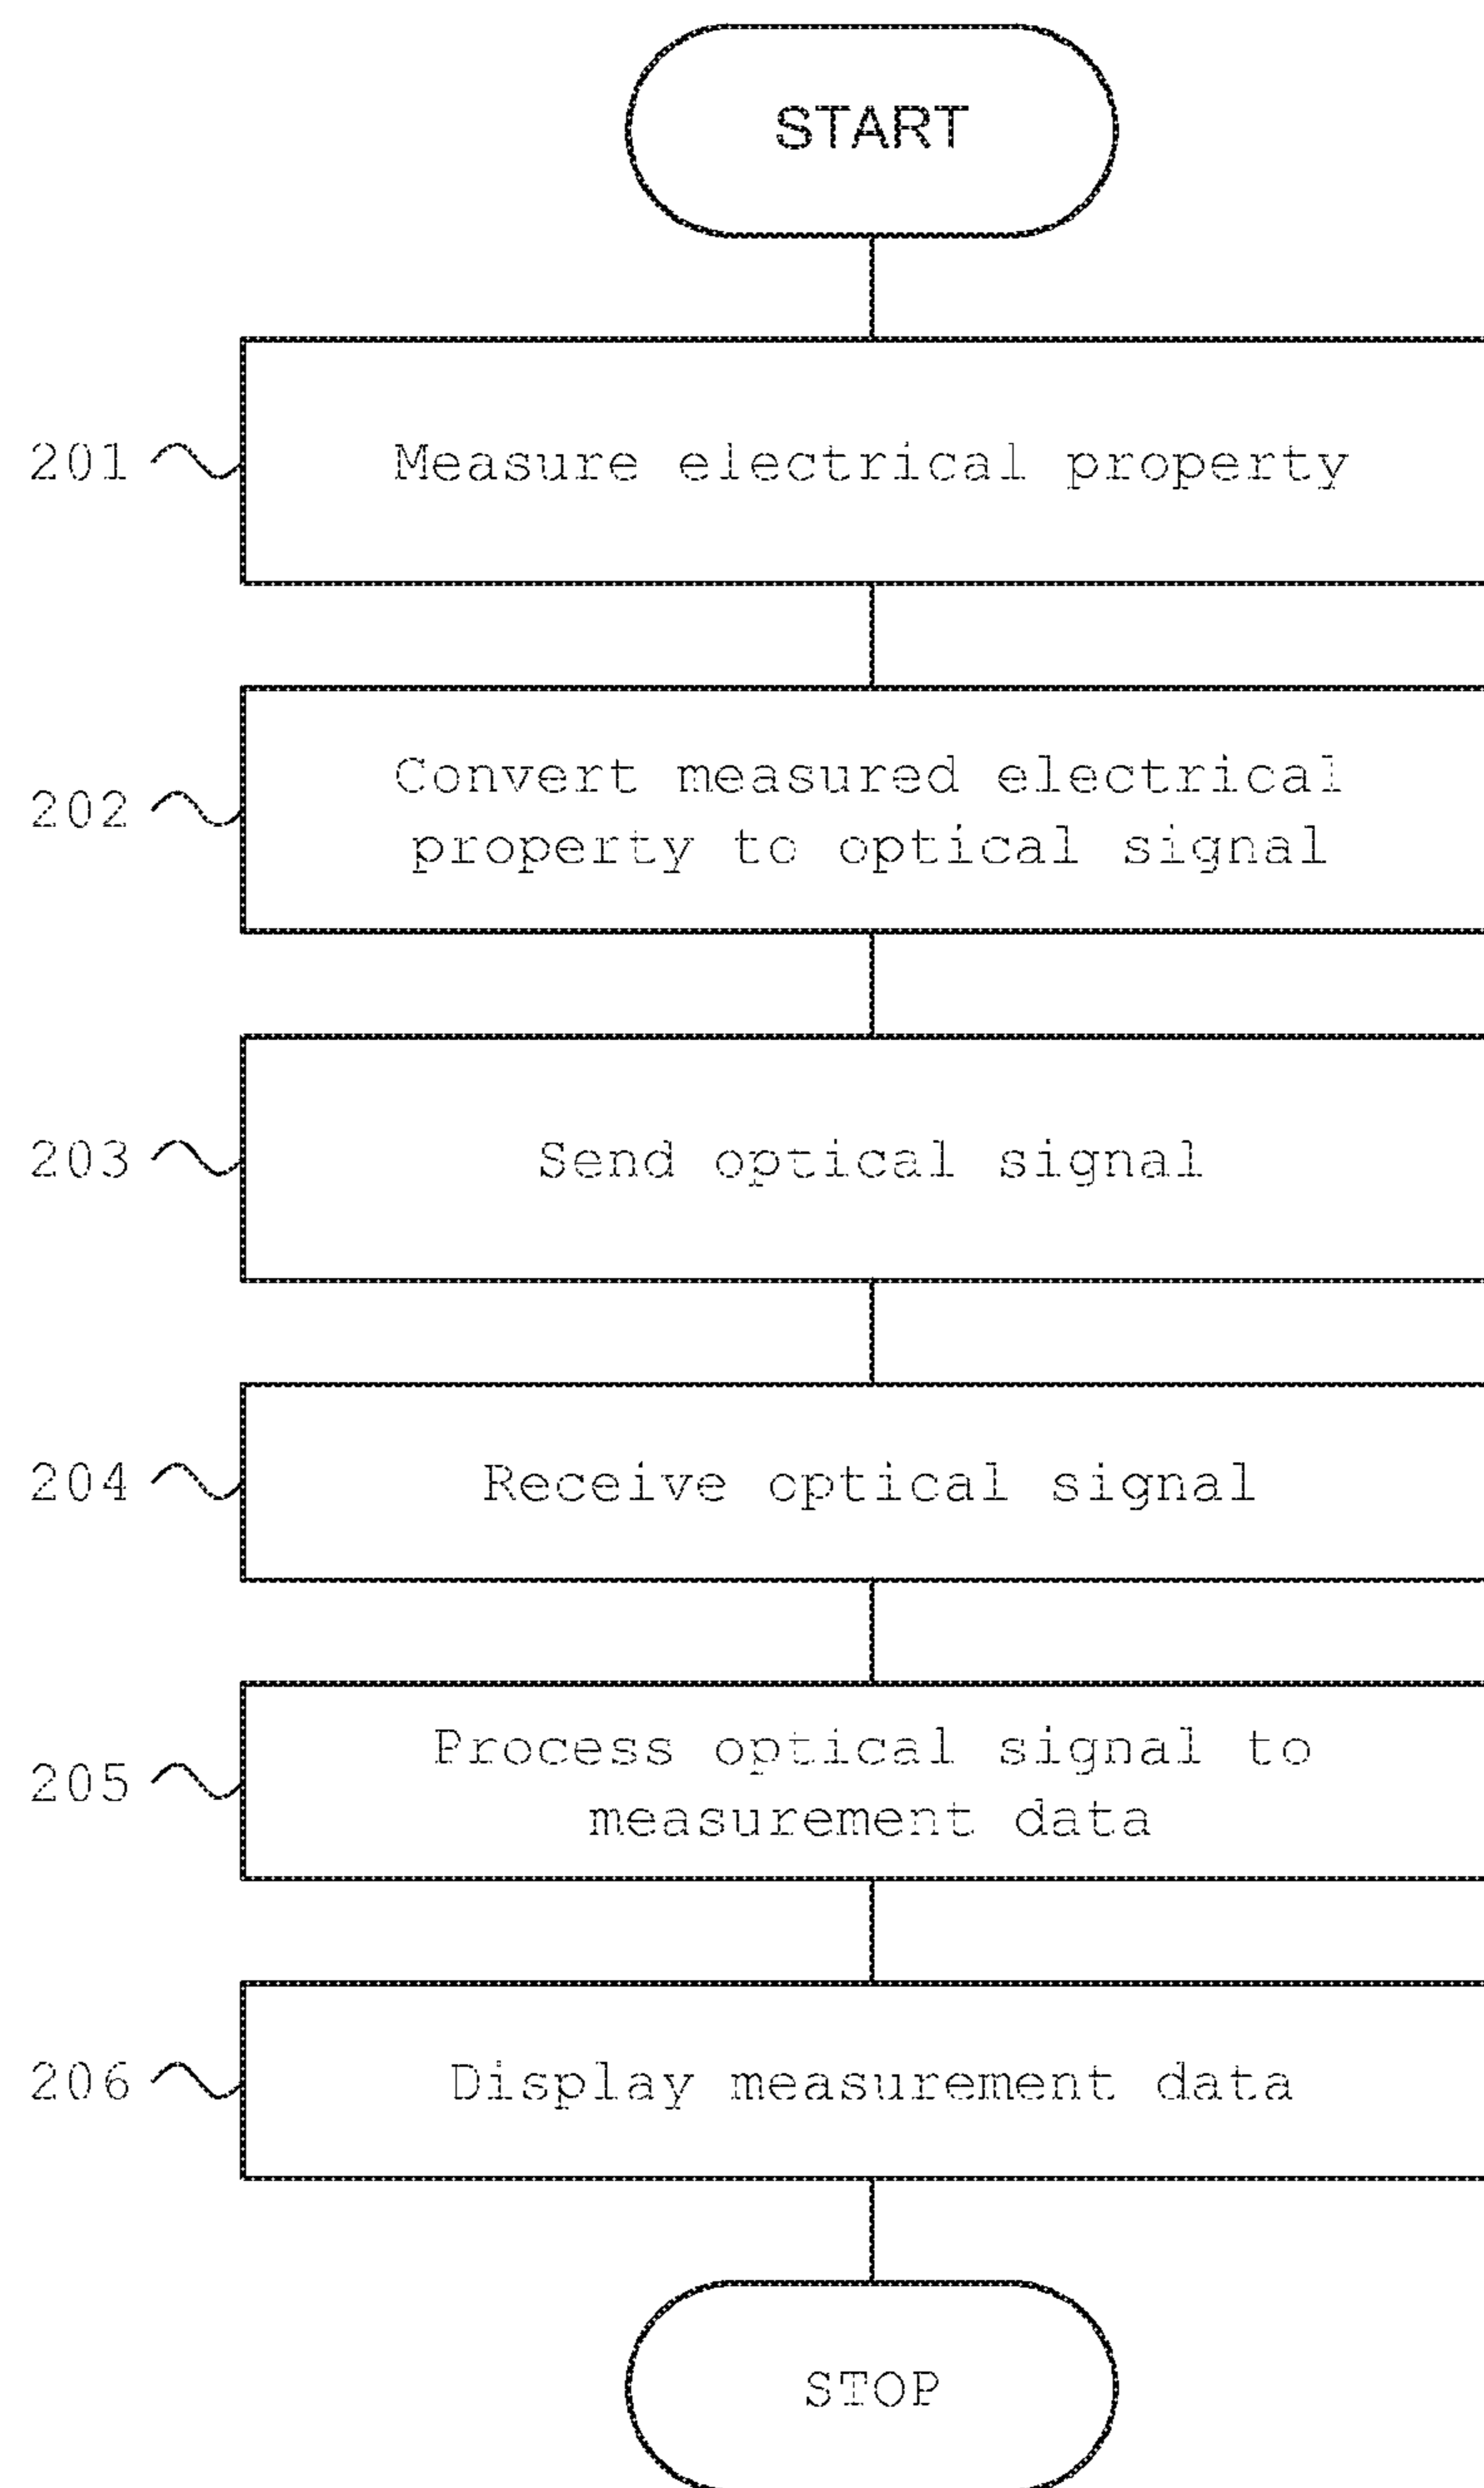 START
201 Measure electrical property
Convert measured electrical
202
property to optical signal
203 Send optical signal
204 Receive optical signal
Process optical signal to
205
measurement data
206 Display measurement data
STOP